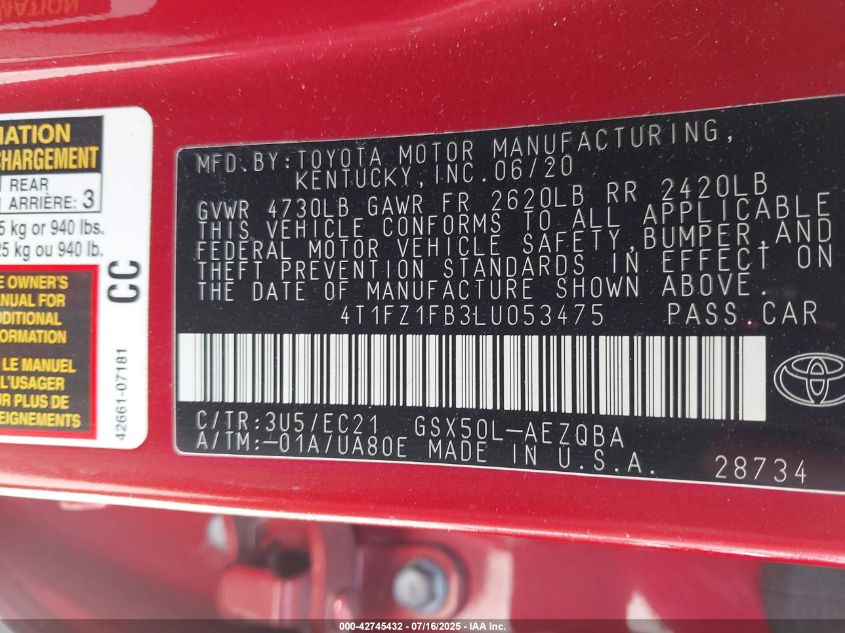 MATION
CHARGEMENT
REAR
ARRIÈRE: 3
5 kg or 940 lbs.
25 kg ou 940 lb.
OWNER'S
ANUAL FOR
DDITIONAL
ORMATION
LE MANUEL
L'USAGER
PLUS DE
EIGNEMENTS
CC
42661-07181
MFD.BY:TOYOTA MOTOR MANUFACTURING,
KENTUCKY,INC.06/20
GVWR 4730LB GAWR FR 2620LB RR 2420LB
THIS VEHICLE CONFORMS TO ALL APPLICABLE
FEDERAL MOTOR VEHICLE SAFETY,BUMPER,AND
THEFT PREVENTION STANDARDS IN EFFECT ON
THE DATE OF MANUFACTURE SHOWN ABOVE.
4T1FZ1FB3LU053475 PASS.CAR
C/TR:3U5/EC21 GSX50L-AEZQBA
A/TM:-01A/UA80E MADE IN U.S.A.
28734
000-42745432 - 07/16/2025 - IAA Inc.